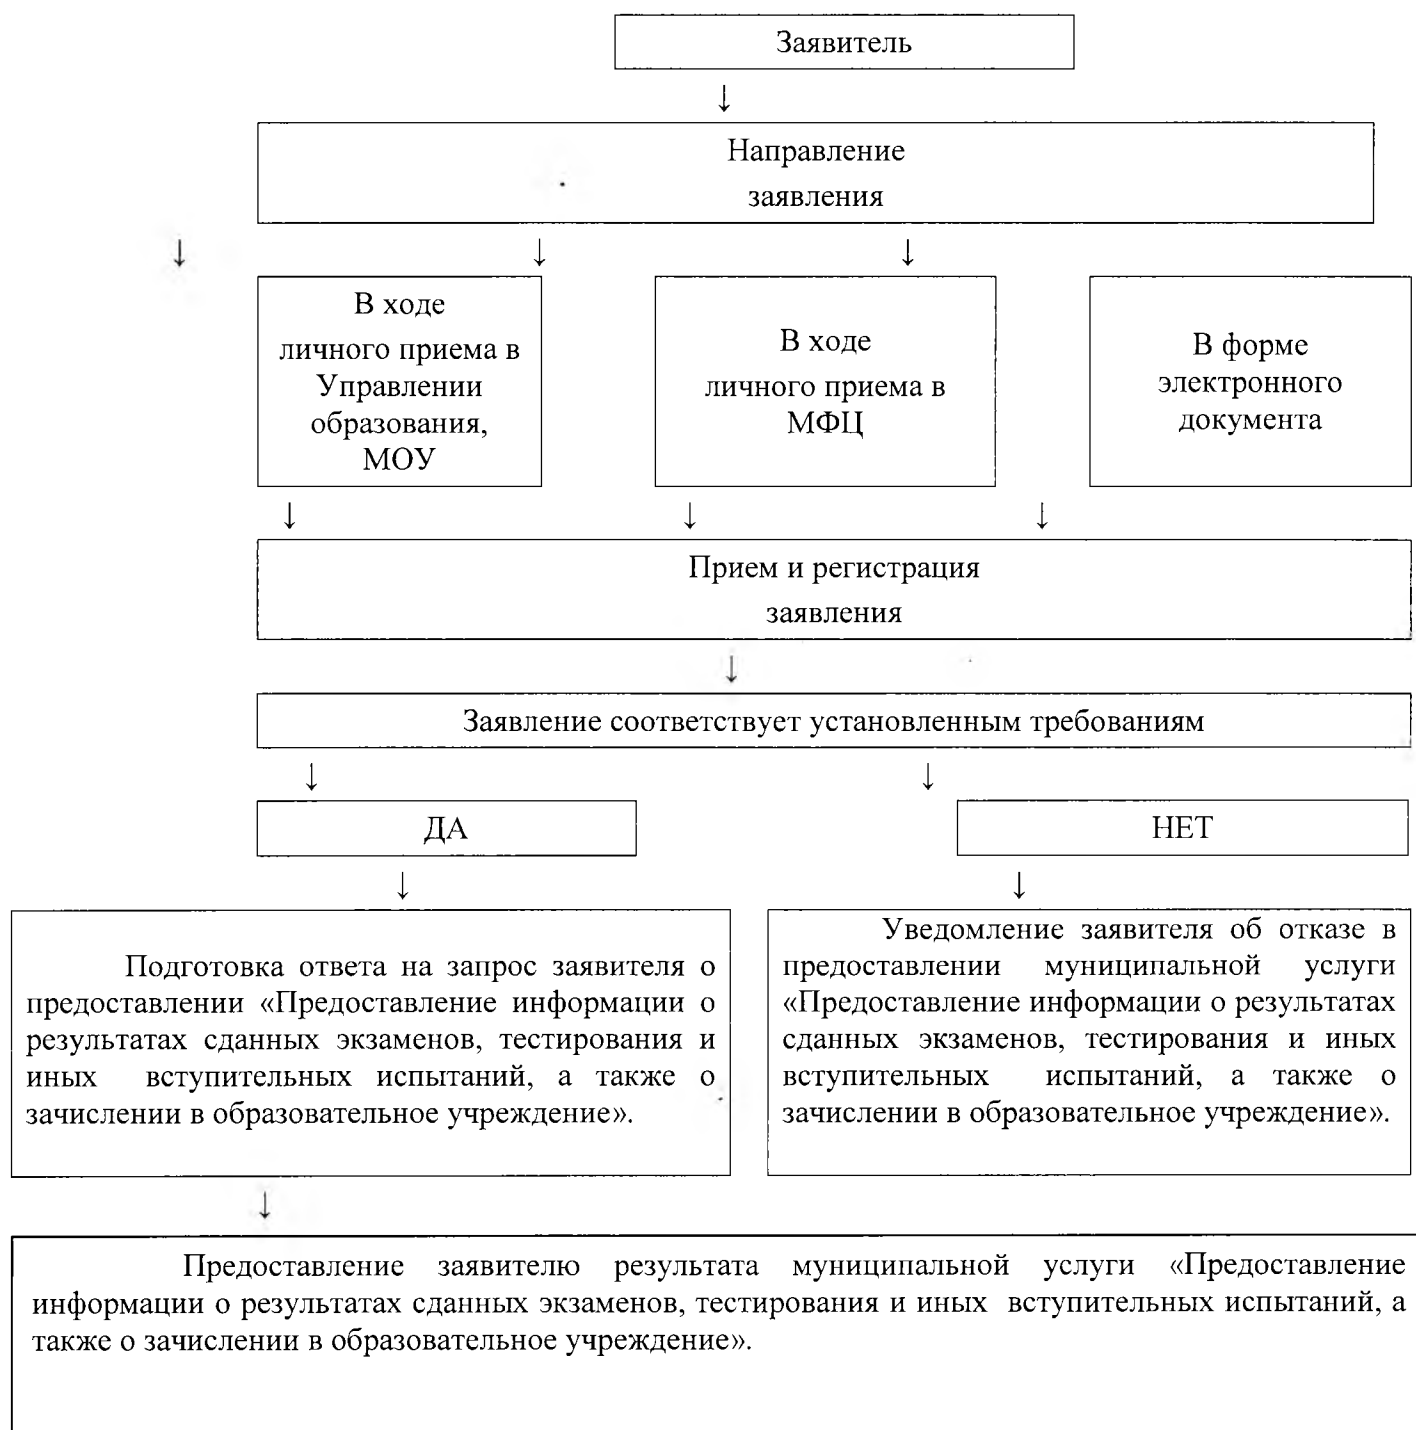 Заявитель
↓
Направление
заявления
↓ ↓ ↓
В ходе
личного приема в
Управлении
образования,
МОУ
В ходе
личного приема в
МФЦ
В форме
электронного
документа
↓ ↓ ↓
Прием и регистрация
заявления
↓
Заявление соответствует установленным требованиям
↓ ↓
ДА
НЕТ
↓ ↓
Подготовка ответа на запрос заявителя о
предоставлении «Предоставление информации о
результатах сданных экзаменов, тестирования и
иных вступительных испытаний, а также о
зачислении в образовательное учреждение».
Уведомление заявителя об отказе в
предоставлении муниципальной услуги
«Предоставление информации о результатах
сданных экзаменов, тестирования и иных
вступительных испытаний, а также о
зачислении в образовательное учреждение».
↓
Предоставление заявителю результата муниципальной услуги «Предоставление
информации о результатах сданных экзаменов, тестирования и иных вступительных испытаний, а
также о зачислении в образовательное учреждение».